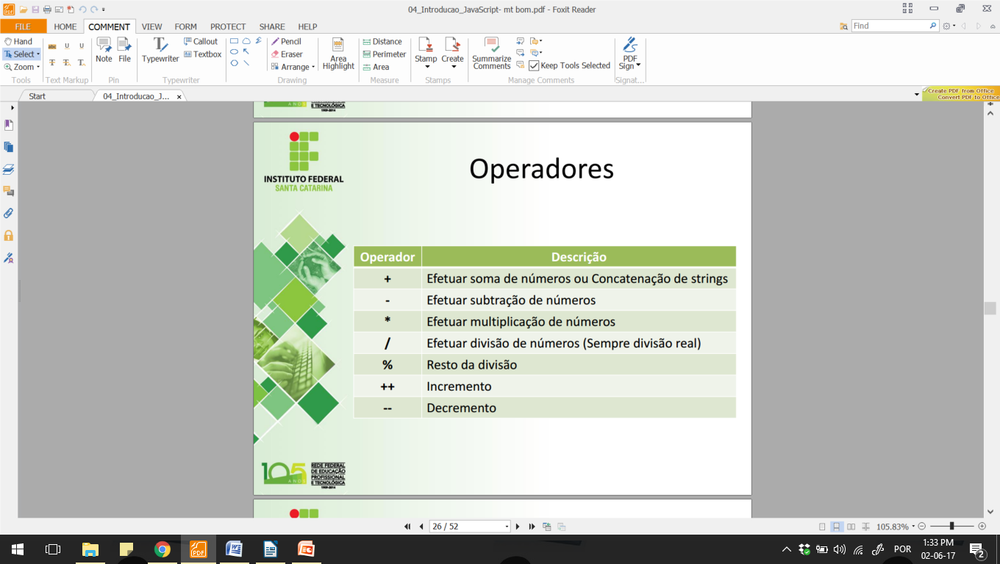 04_Introducao_JavaScript- mt bom.pdf - Foxit Reader
FILE HOME COMMENT VIEW FORM PROTECT SHARE HELP
Find
Hand
Select
Zoom
Tools
Text Markup
Note File
Pin
Typewriter
Callout
Textbox
Typewriter
Pencil
Eraser
Arrange
Drawing
Area
Highlight
Distance
Perimeter
Area
Measure
Stamp Create
Stamps
Summarize
Comments
Keep Tools Selected
Manage Comments
PDF
Sign
Signat...
Start
04_Introducao_J...
Create PDF from Office
Convert PDF to Office
ANOS
E TECNOLÓGICA
1909-2014
INSTITUTO FEDERAL
SANTA CATARINA
Operadores
Operador Descrição
+ Efetuar soma de números ou Concatenação de strings
- Efetuar subtração de números
* Efetuar multiplicação de números
/ Efetuar divisão de números (Sempre divisão real)
% Resto da divisão
++ Incremento
-- Decremento
105
ANOS
REDE FEDERAL
DE EDUCAÇÃO
PROFISSIONAL
E TECNOLÓGICA
1909-2014
26 / 52
105.83%
PDF
POR
1:33 PM
02-06-17
2